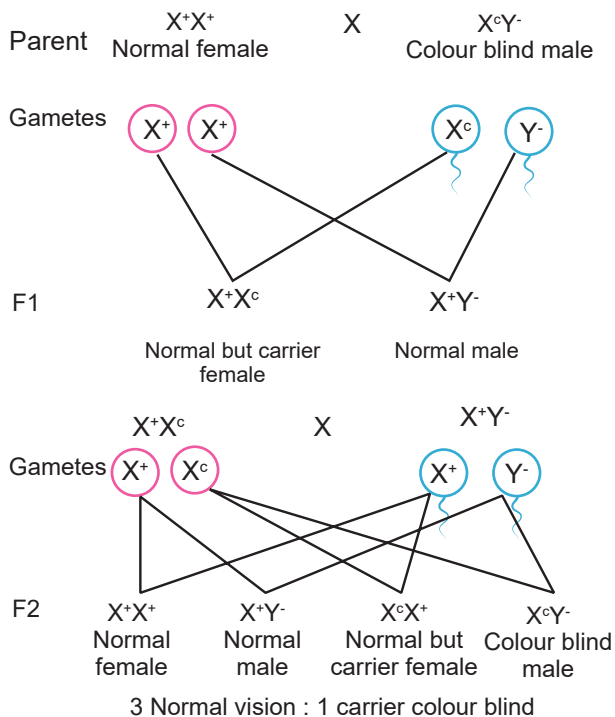 Parent X⁺X⁺ X XᶜY⁻
Normal female Colour blind male
Gametes X⁺ X⁺ Xᶜ Y⁻
F1 X⁺Xᶜ X⁺Y⁻
Normal but carrier Normal male
female
X⁺Xᶜ X X⁺Y⁻
Gametes X⁺ Xᶜ X⁺ Y⁻
F2 X⁺X⁺ X⁺Y⁻ XᶜX⁺ XᶜY⁻
Normal Normal Normal but Colour blind
female male carrier female male
3 Normal vision : 1 carrier colour blind